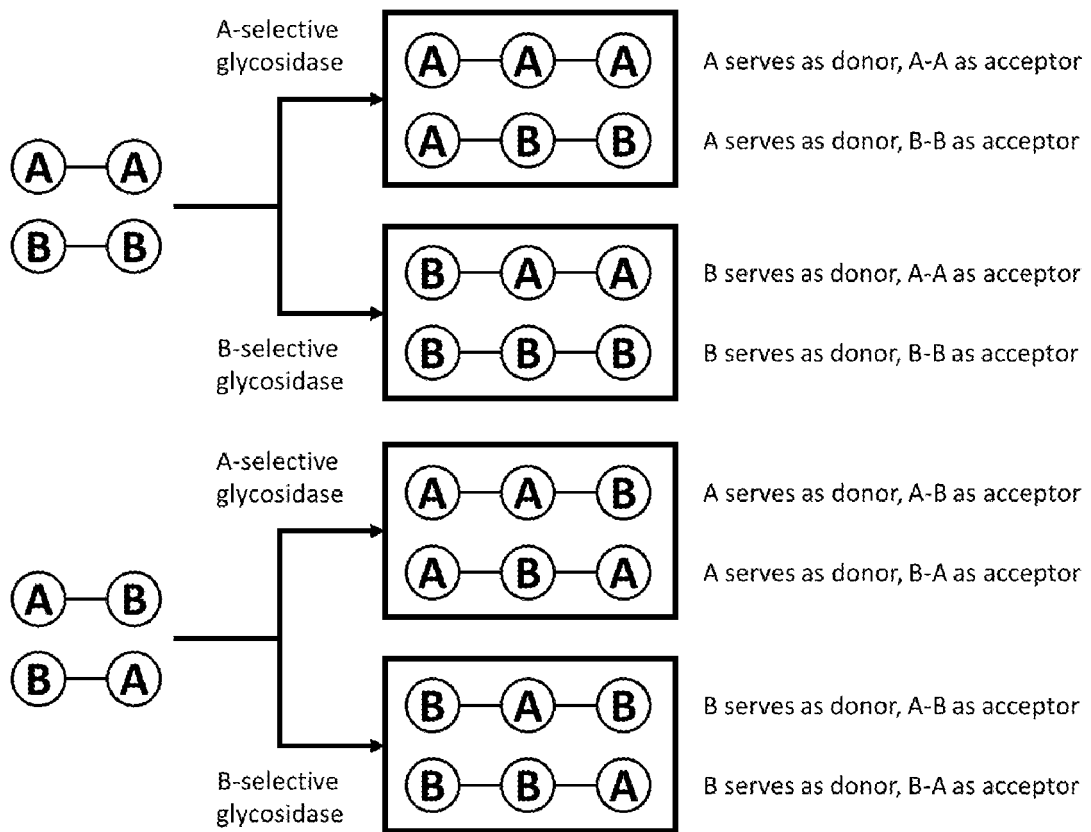 A-selective
glycosidase
A A A
A serves as donor, A-A as acceptor
A B B
A serves as donor, B-B as acceptor
A A
B B
B A A
B serves as donor, A-A as acceptor
B B B
B serves as donor, B-B as acceptor
B-selective
glycosidase
A-selective
glycosidase
A A B
A serves as donor, A-B as acceptor
A B A
A serves as donor, B-A as acceptor
A B
B A
B A B
B serves as donor, A-B as acceptor
B B A
B serves as donor, B-A as acceptor
B-selective
glycosidase